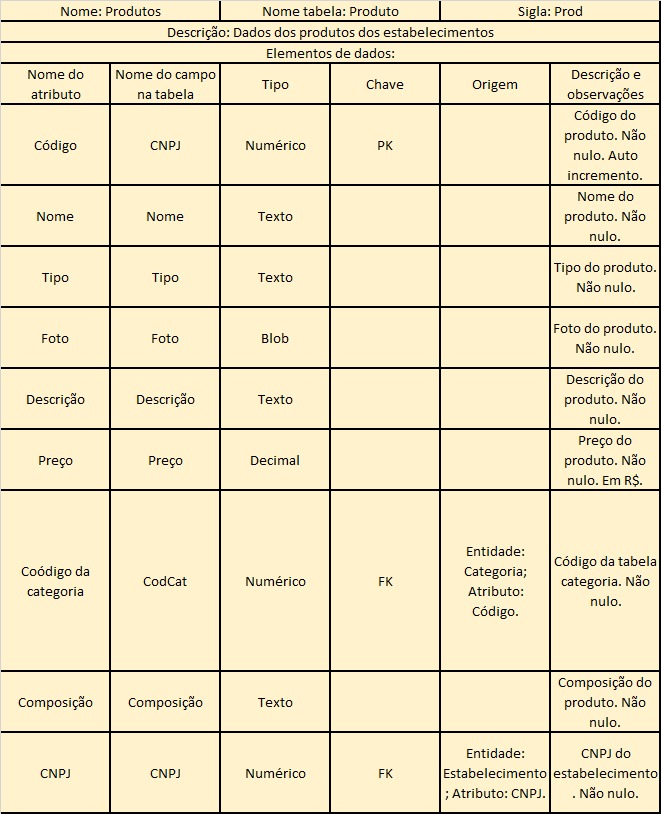 Nome: Produtos
Nome tabela: Produto
Sigla: Prod
Descrição: Dados dos produtos dos estabelecimentos
Elementos de dados:
Nome do
atributo
Nome do campo
na tabela
Tipo
Chave
Origem
Descrição e
observações
Código
CNPJ
Numérico
PK
Código do
produto. Não
nulo. Auto
incremento.
Nome
Nome
Texto
Nome do
produto. Não
nulo.
Tipo
Tipo
Texto
Tipo do produto.
Não nulo.
Foto
Foto
Blob
Foto do produto.
Não nulo.
Descrição
Descrição
Texto
Descrição do
produto. Não
nulo.
Preço
Preço
Decimal
Preço do
produto. Não
nulo. Em R$.
Coódigo da
categoria
CodCat
Numérico
FK
Entidade:
Categoria;
Atributo:
Código.
Código da tabela
categoria. Não
nulo.
Composição
Composição
Texto
Composição do
produto. Não
nulo.
CNPJ
CNPJ
Numérico
FK
Entidade:
Estabelecimento
; Atributo: CNPJ.
CNPJ do
estabelecimento
. Não nulo.